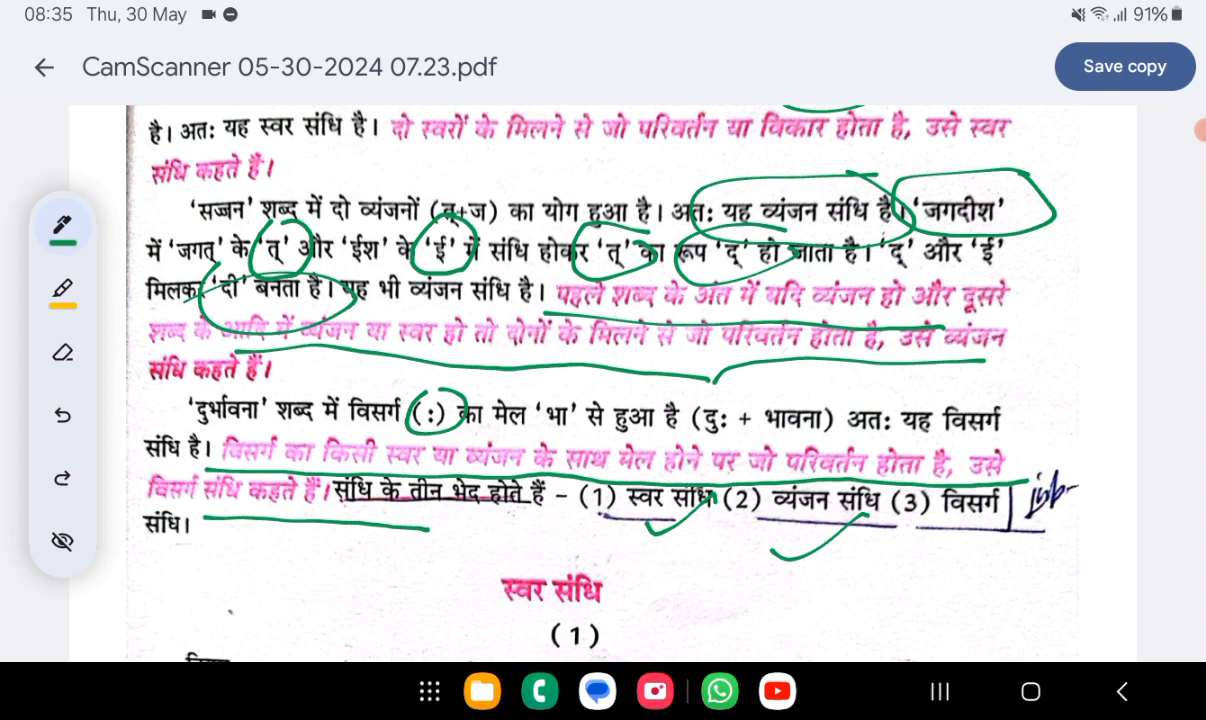 08:35 Thu, 30 May 91%
CamScanner 05-30-2024 07.23.pdf
Save copy
है। अतः यह स्वर संधि है। दो स्वरों के मिलने से जो परिवर्तन या विकार होता है, उसे स्वर
संधि कहते हैं।
'सज्जन' शब्द में दो व्यंजनों (त्+ज) का योग हुआ है। अतः यह व्यंजन संधि है। 'जगदीश'
में 'जगत्' के 'त्' और 'ईश' के 'ई' में संधि होकर 'त्' का रूप 'द्' हो जाता है। 'द्' और 'ई'
मिलकर 'दी' बनता है। यह भी व्यंजन संधि है। पहले शब्द के अंत में यदि व्यंजन हो और दूसरे
शब्द के आदि में व्यंजन या स्वर हो तो दोनों के मिलने से जो परिवर्तन होता है, उसे व्यंजन
संधि कहते हैं।
'दुर्भावना' शब्द में विसर्ग (:) का मेल 'भा' से हुआ है (दुः + भावना) अतः यह विसर्ग
संधि है। विसर्ग का किसी स्वर या व्यंजन के साथ मेल होने पर जो परिवर्तन होता है, उसे
विसर्ग संधि कहते हैं। संधि के तीन भेद होते हैं - (1) स्वर संधि (2) व्यंजन संधि (3) विसर्ग
संधि।
स्वर संधि
(1)